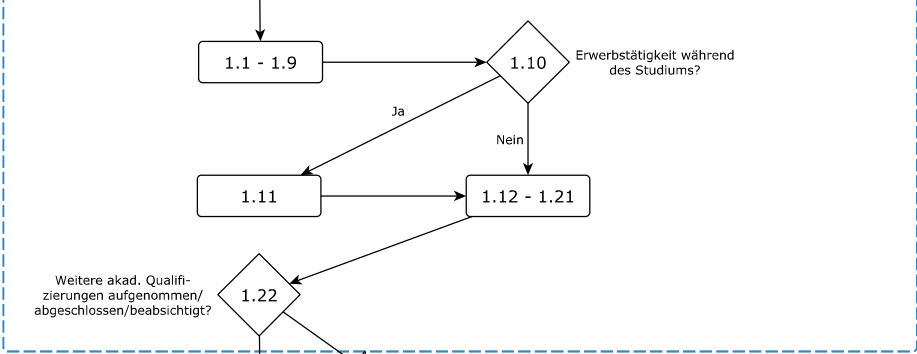 1.1 - 1.9
1.10
Erwerbstätigkeit während
des Studiums?
Ja
Nein
1.11
1.12 - 1.21
Weitere akad. Qualifi-
zierungen aufgenommen/
abgeschlossen/beabsichtigt?
1.22